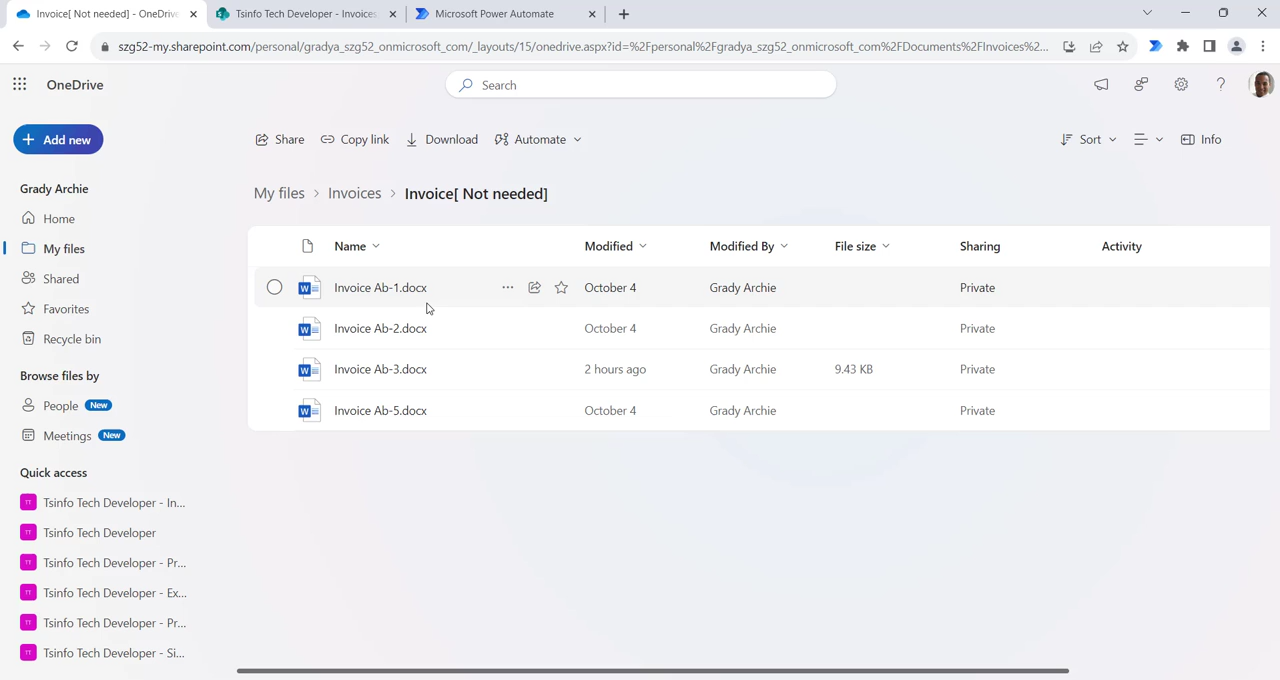 Invoice[ Not needed] - OneDrive
Tsinfo Tech Developer - Invoices
Microsoft Power Automate
szg52-my.sharepoint.com/personal/gradya_szg52_onmicrosoft_com/_layouts/15/onedrive.aspx?id=%2Fpersonal%2Fgradya_szg52_onmicrosoft_com%2FDocuments%2FInvoices%2...
OneDrive
Search
Add new
Share
Copy link
Download
Automate
Sort
Info
Grady Archie
My files > Invoices > Invoice[ Not needed]
Home
My files
Shared
Favorites
Recycle bin
Browse files by
People New
Meetings New
Quick access
Tsinfo Tech Developer - In...
Tsinfo Tech Developer
Tsinfo Tech Developer - Pr...
Tsinfo Tech Developer - Ex...
Tsinfo Tech Developer - Pr...
Tsinfo Tech Developer - Si...
Name Modified Modified By File size Sharing Activity
Invoice Ab-1.docx October 4 Grady Archie Private
Invoice Ab-2.docx October 4 Grady Archie Private
Invoice Ab-3.docx 2 hours ago Grady Archie 9.43 KB Private
Invoice Ab-5.docx October 4 Grady Archie Private